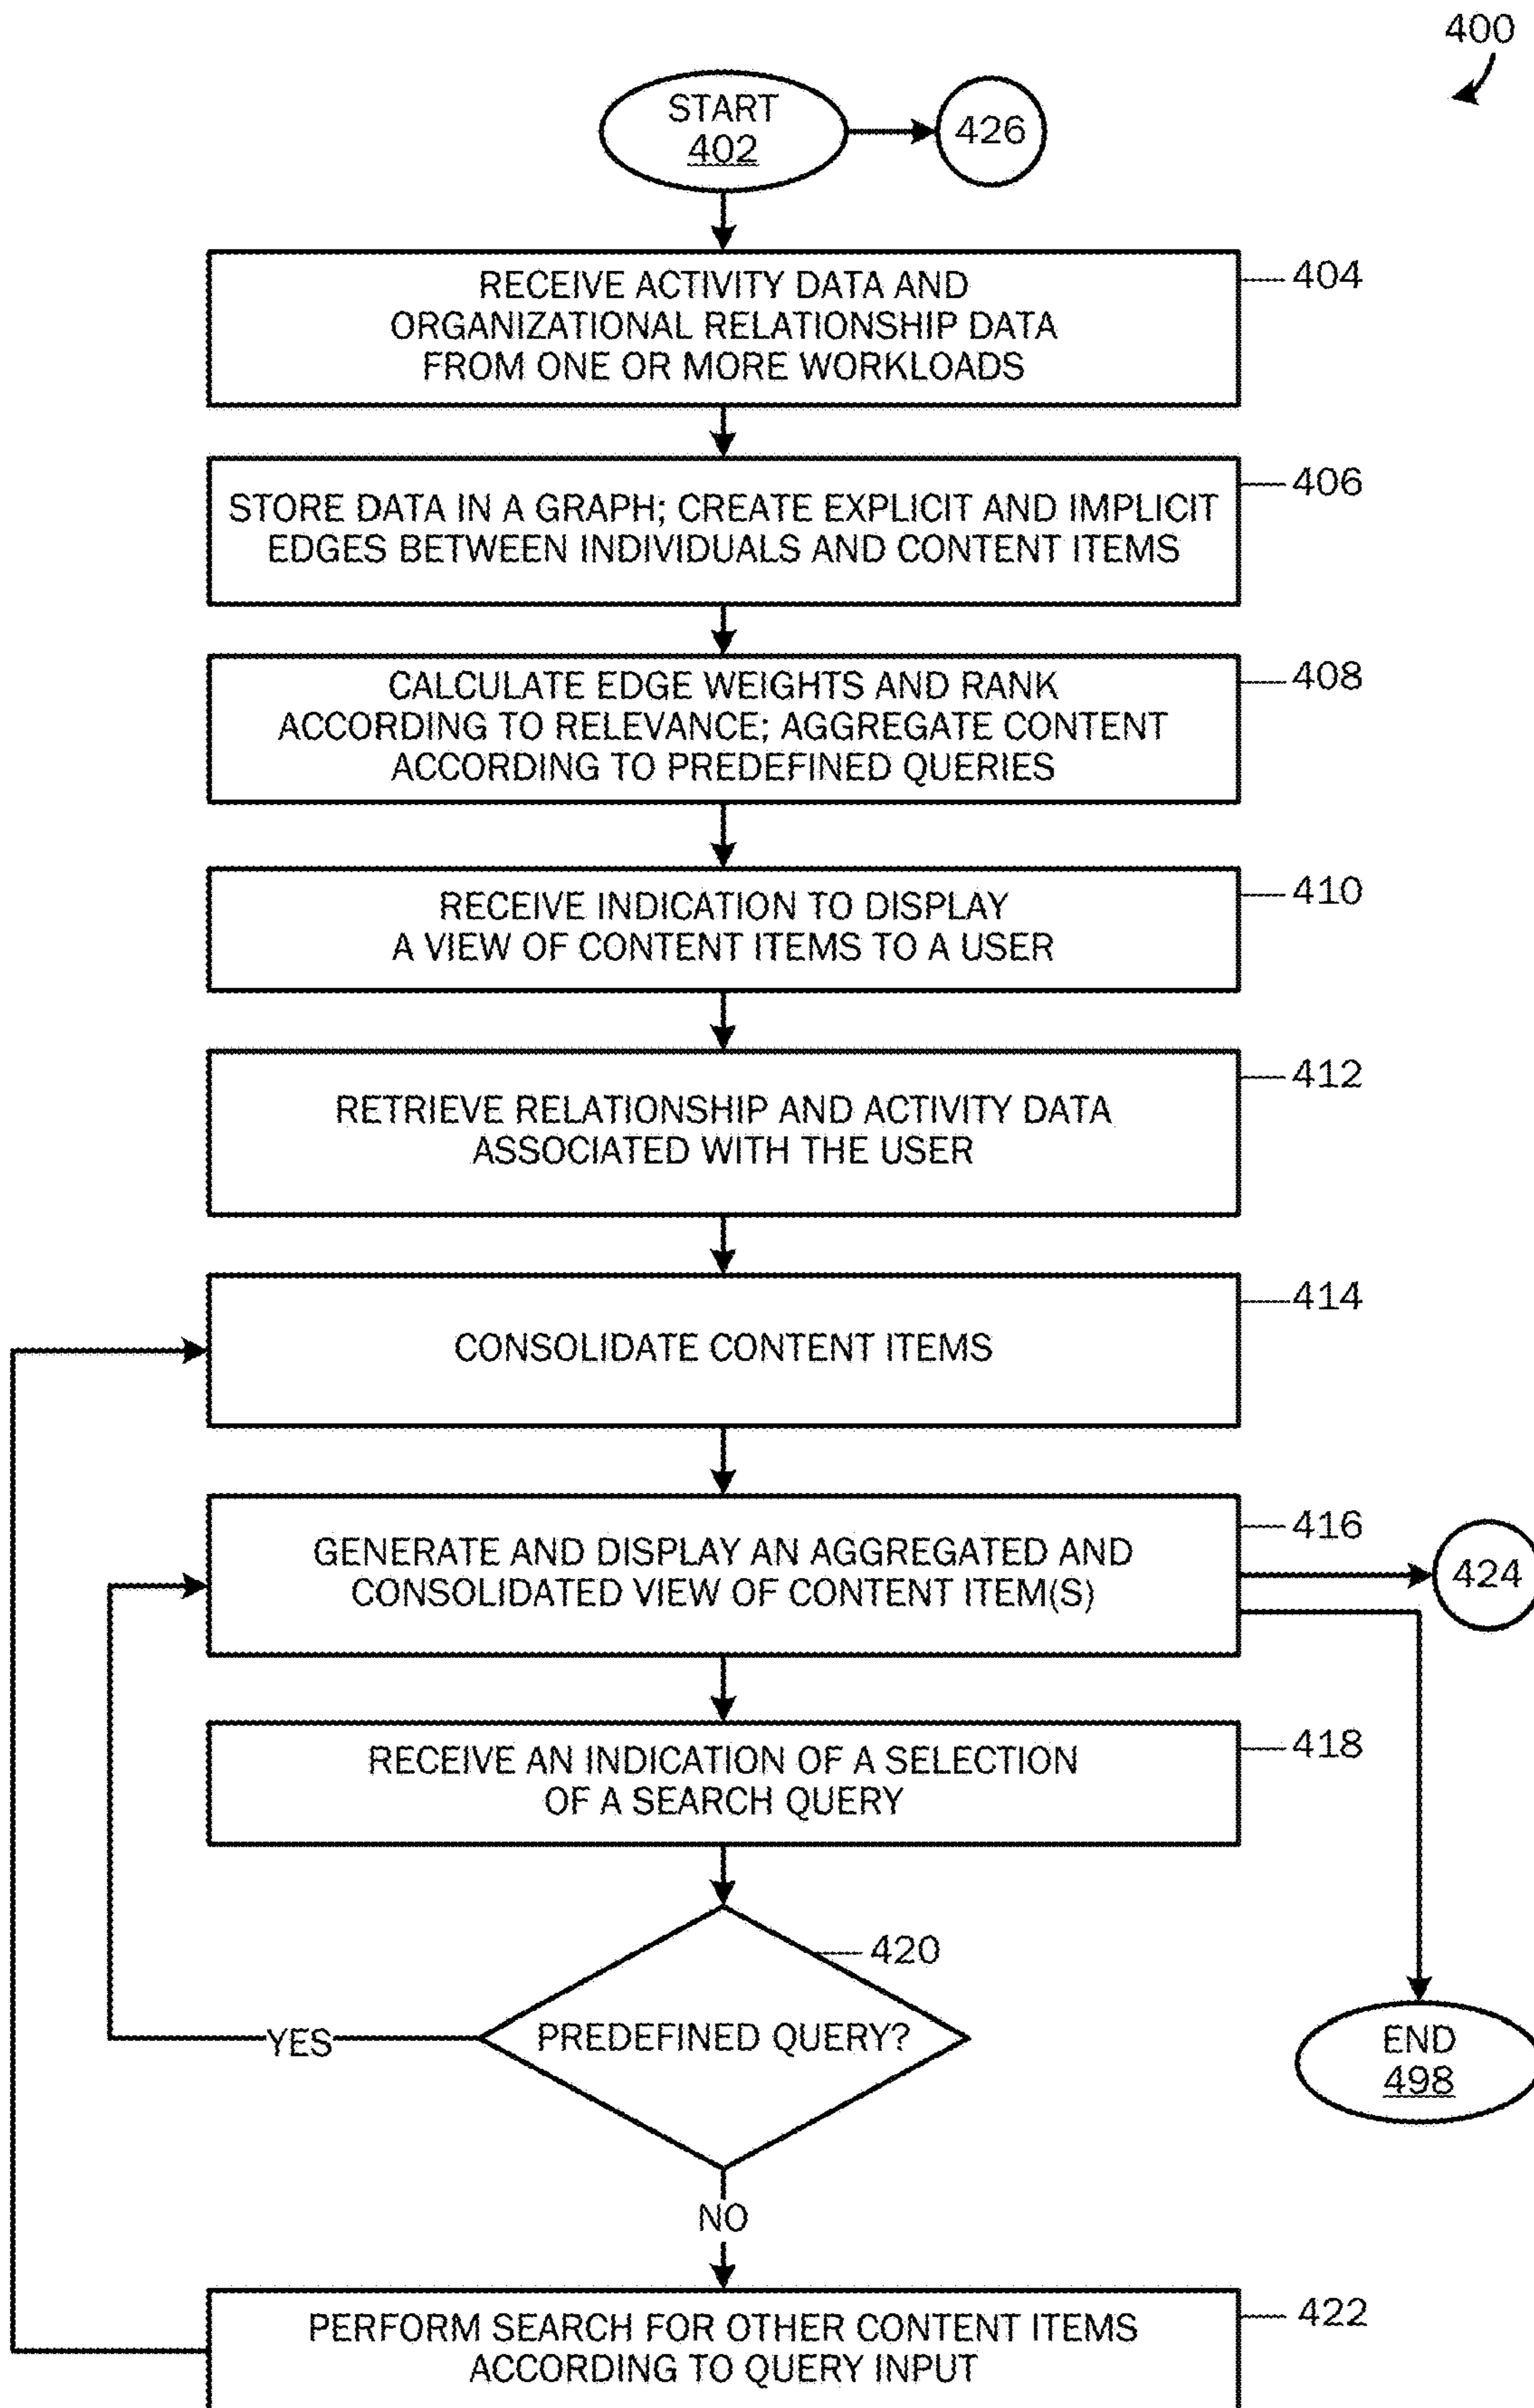 400
START
402
426
RECEIVE ACTIVITY DATA AND
ORGANIZATIONAL RELATIONSHIP DATA
FROM ONE OR MORE WORKLOADS
404
STORE DATA IN A GRAPH; CREATE EXPLICIT AND IMPLICIT
EDGES BETWEEN INDIVIDUALS AND CONTENT ITEMS
406
CALCULATE EDGE WEIGHTS AND RANK
ACCORDING TO RELEVANCE; AGGREGATE CONTENT
ACCORDING TO PREDEFINED QUERIES
408
RECEIVE INDICATION TO DISPLAY
A VIEW OF CONTENT ITEMS TO A USER
410
RETRIEVE RELATIONSHIP AND ACTIVITY DATA
ASSOCIATED WITH THE USER
412
CONSOLIDATE CONTENT ITEMS
414
GENERATE AND DISPLAY AN AGGREGATED AND
CONSOLIDATED VIEW OF CONTENT ITEM(S)
416
424
RECEIVE AN INDICATION OF A SELECTION
OF A SEARCH QUERY
418
PREDEFINED QUERY?
420
YES
END
498
NO
PERFORM SEARCH FOR OTHER CONTENT ITEMS
ACCORDING TO QUERY INPUT
422